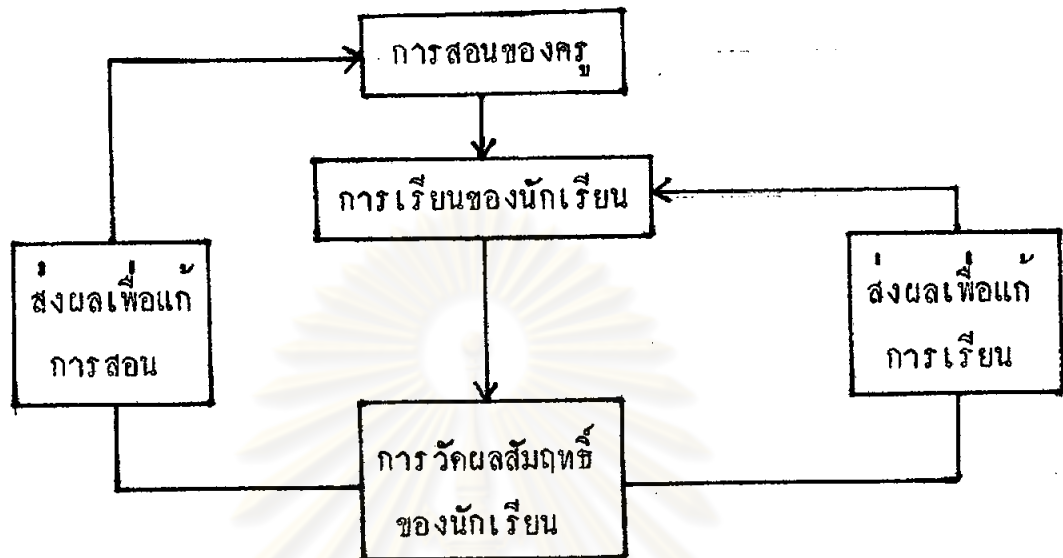 การสอนของครู
การเรียนของนักเรียน
ส่งผลเพื่อแก้
การสอน
ส่งผลเพื่อแก้
การเรียน
การวัดผลสัมฤทธิ์
ของนักเรียน